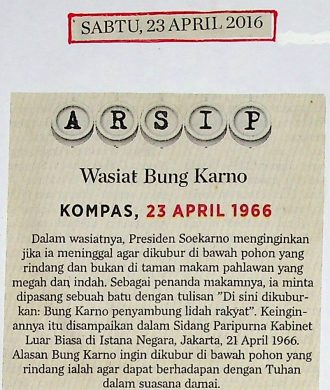 SABTU, 23 APRIL 2016
ARSIP
Wasiat Bung Karno
KOMPAS, 23 APRIL 1966
Dalam wasiatnya, Presiden Soekarno menginginkan
jika ia meninggal agar dikubur di bawah pohon yang
rindang dan bukan di taman makam pahlawan yang
megah dan indah. Sebagai penanda makamnya, ia minta
dipasang sebuah batu dengan tulisan "Di sini dikubur-
kan: Bung Karno penyambung lidah rakyat". Keingin-
annya itu disampaikan dalam Sidang Paripurna Kabinet
Luar Biasa di Istana Negara, Jakarta, 21 April 1966.
Alasan Bung Karno ingin dikubur di bawah pohon yang
rindang ialah agar dapat berhadapan dengan Tuhan
dalam suasana damai.